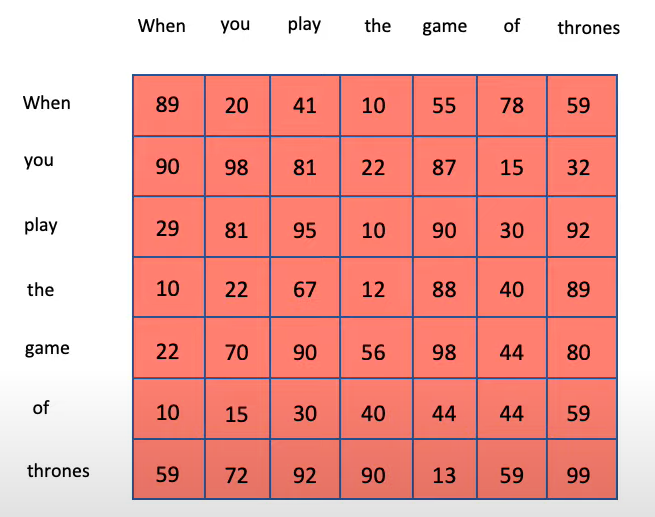 When you play the game of thrones
When 89 20 41 10 55 78 59
you 90 98 81 22 87 15 32
play 29 81 95 10 90 30 92
the 10 22 67 12 88 40 89
game 22 70 90 56 98 44 80
of 10 15 30 40 44 44 59
thrones 59 72 92 90 13 59 99